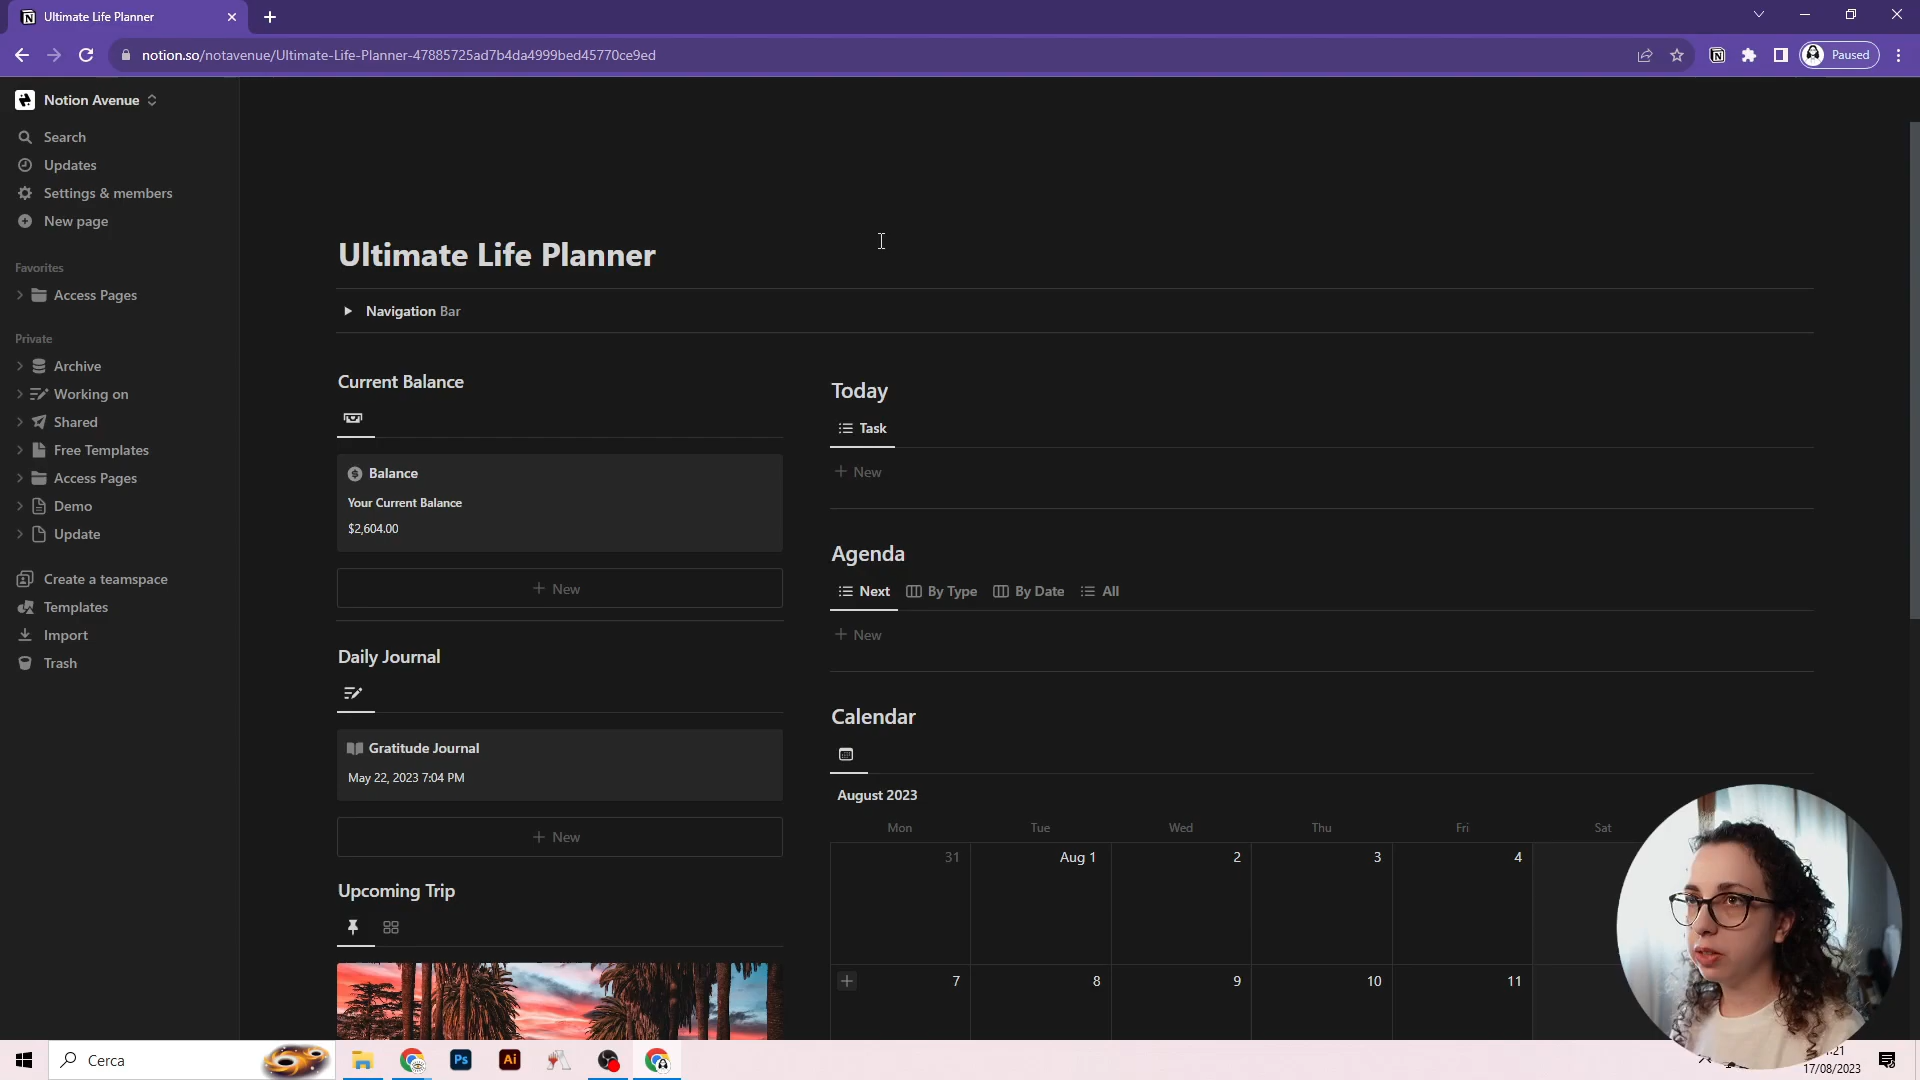 Ultimate Life Planner
notion.so/notavenue/Ultimate-Life-Planner-47885725ad7b4da4999bed45770ce9ed
Paused
Notion Avenue
Search
Updates
Settings & members
New page
Favorites
Access Pages
Private
Archive
Working on
Shared
Free Templates
Access Pages
Demo
Update
Create a teamspace
Templates
Import
Trash
Ultimate Life Planner
Navigation Bar
Current Balance
Balance
Your Current Balance
$2,604.00
New
Daily Journal
Gratitude Journal
May 22, 2023 7:04 PM
New
Upcoming Trip
Today
Task
New
Agenda
Next By Type By Date All
New
Calendar
August 2023
Mon Tue Wed Thu Fri Sat
31 Aug 1 2 3 4
7 8 9 10 11
Cerca
Ps
Ai
17/08/2023